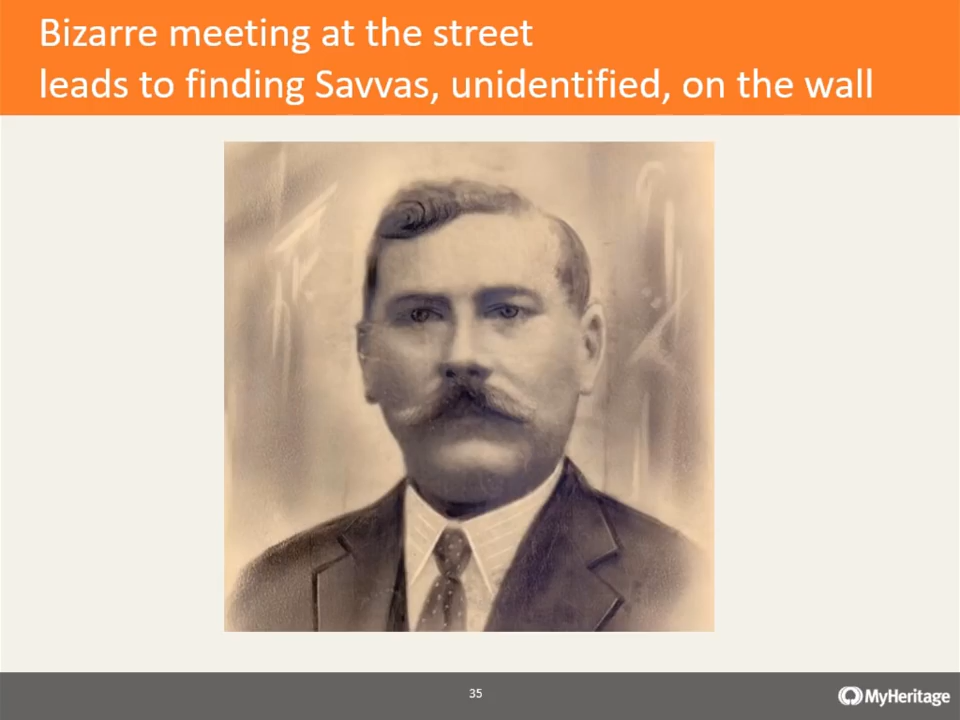 Bizarre meeting at the street
leads to finding Savvas, unidentified, on the wall
35
MyHeritage